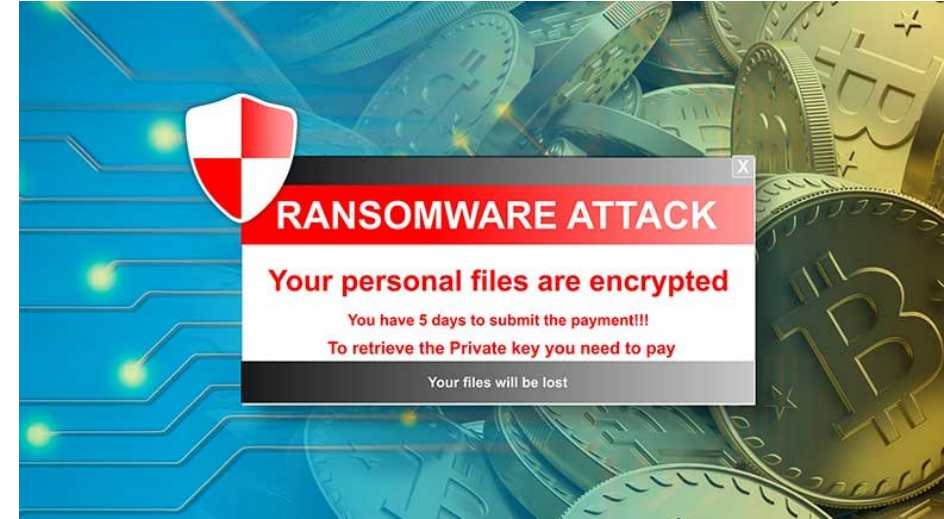 X
RANSOMWARE ATTACK
Your personal files are encrypted
You have 5 days to submit the payment!!!
To retrieve the Private key you need to pay
Your files will be lost